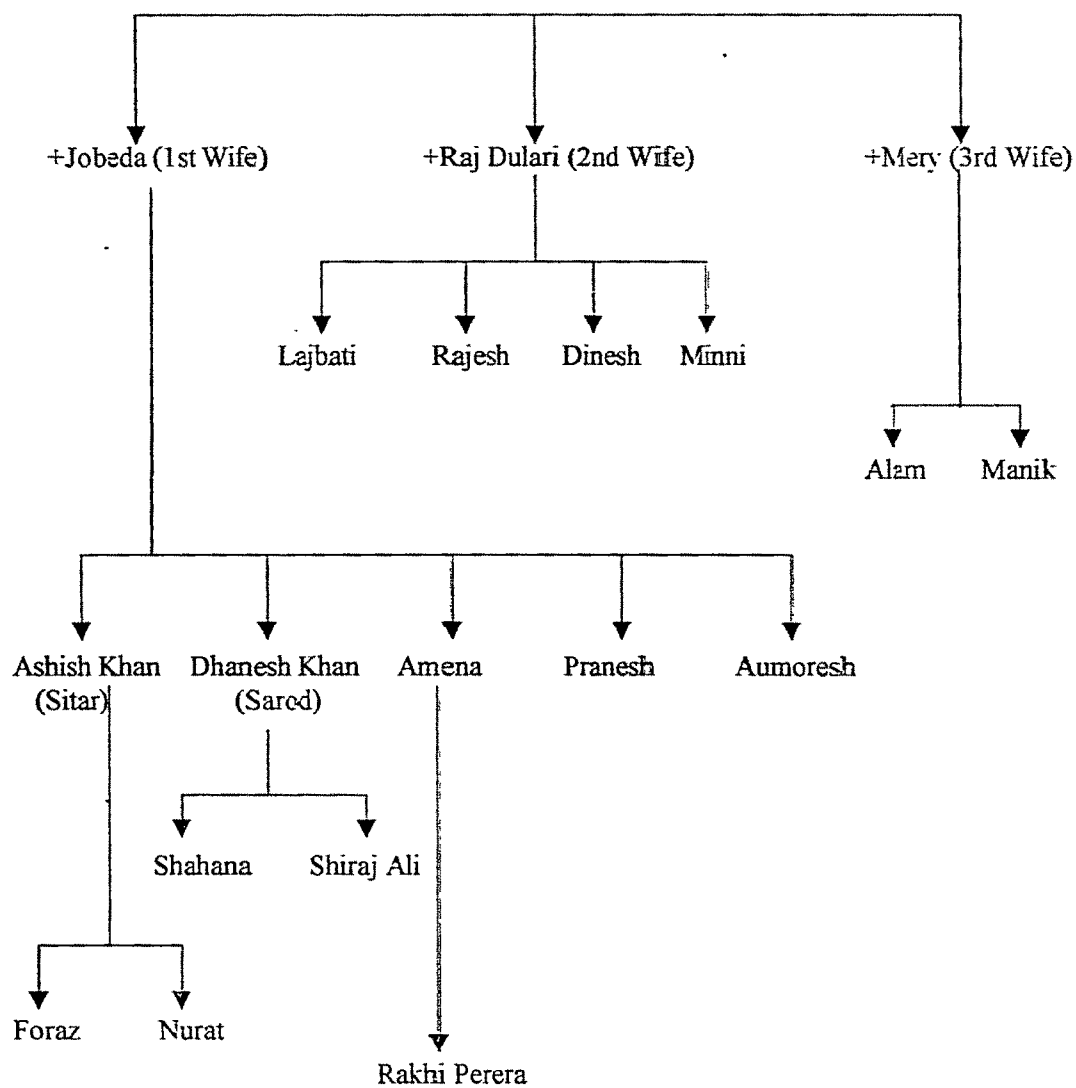 +Jobeda (1st Wife) +Raj Dulari (2nd Wife) +Mery (3rd Wife)
Lajbati Rajesh Dinesh Minni
Alam Manik
Ashish Khan Dhanesh Khan Amena Pranesh Aumoresh
(Sitar) (Sarod)
Shahana Shiraj Ali
Foraz Nurat
Rakhi Perera